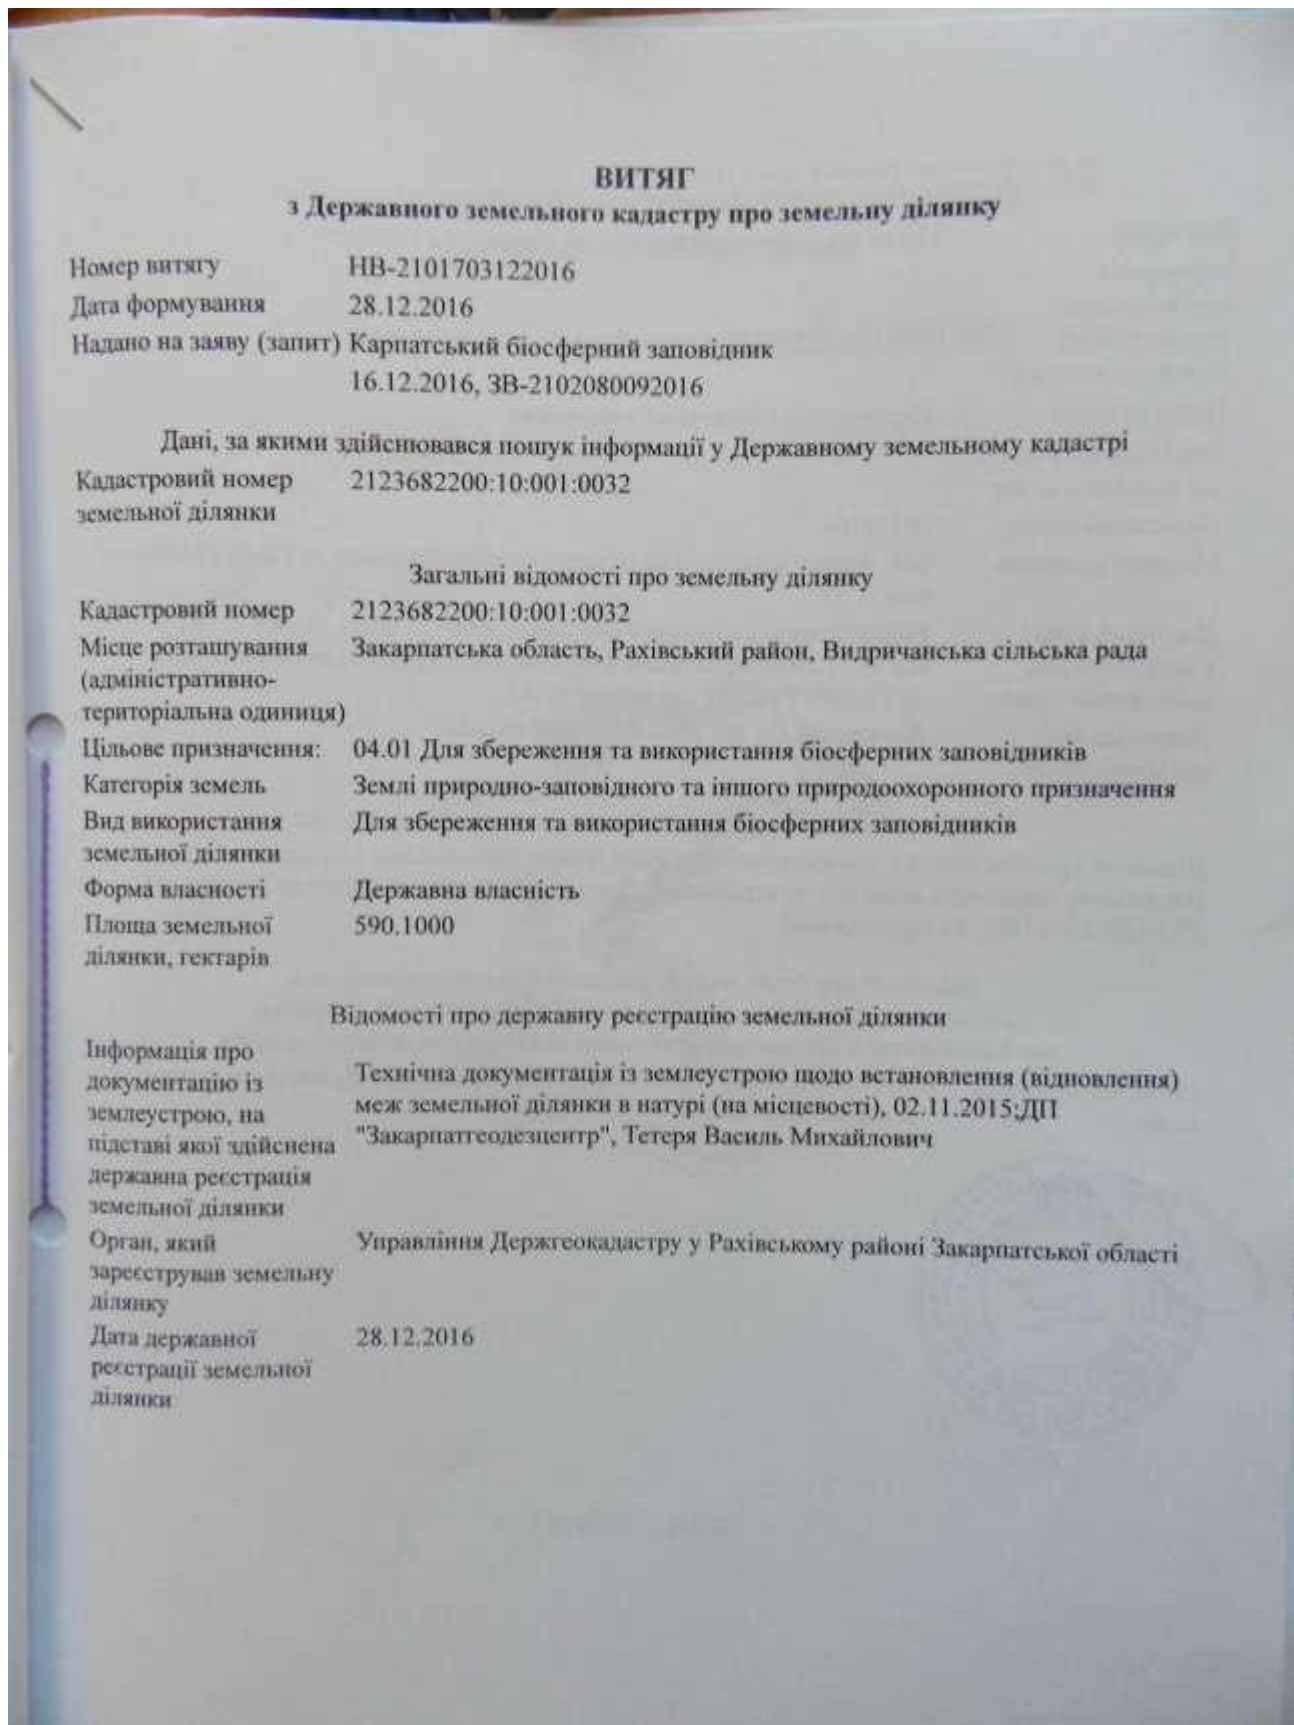 ВИТЯГ
з Державного земельного кадастру про земельну ділянку
Номер витягу НВ-2101703122016
Дата формування 28.12.2016
Надано на заяву (запит) Карпатський біосферний заповідник
16.12.2016, ЗВ-2102080092016
Дані, за якими здійснювався пошук інформації у Державному земельному кадастрі
Кадастровий номер 2123682200:10:001:0032
земельної ділянки
Загальні відомості про земельну ділянку
Кадастровий номер 2123682200:10:001:0032
Місце розташування Закарпатська область, Рахівський район, Видричанська сільська рада
(адміністративно-
територіальна одиниця)
Цільове призначення: 04.01 Для збереження та використання біосферних заповідників
Категорія земель Землі природно-заповідного та іншого природоохоронного призначення
Вид використання Для збереження та використання біосферних заповідників
земельної ділянки
Форма власності Державна власність
Площа земельної 590.1000
ділянки, гектарів
Відомості про державну реєстрацію земельної ділянки
Інформація про
документацію із
землеустрою, на
підставі якої здійснена
державна реєстрація
земельної ділянки
Технічна документація із землеустрою щодо встановлення (відновлення)
меж земельної ділянки в натурі (на місцевості), 02.11.2015;ДП
"Закарпатгеодезцентр", Тетеря Василь Михайлович
Орган, який Управління Держгеокадастру у Рахівському районі Закарпатської області
зареєстрував земельну
ділянку
Дата державної 28.12.2016
реєстрації земельної
ділянки